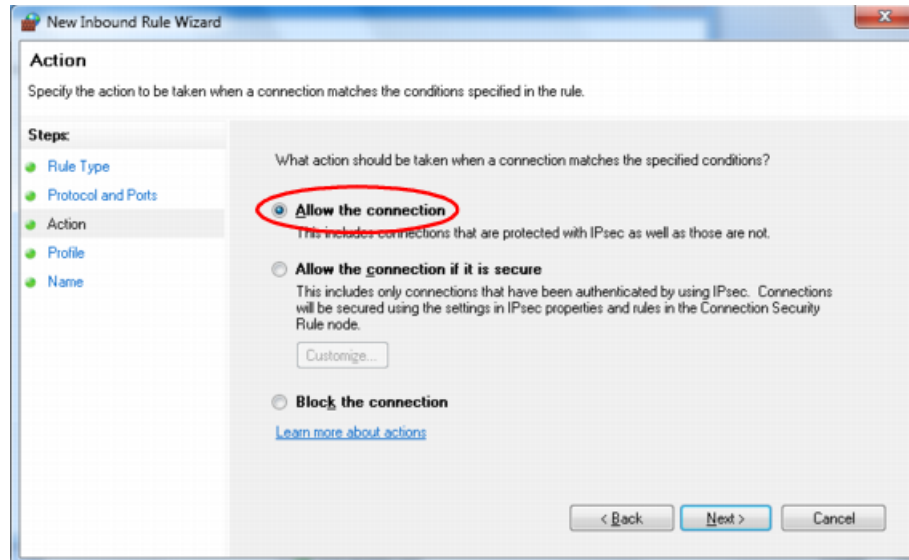 New Inbound Rule Wizard
Action
Specify the action to be taken when a connection matches the conditions specified in the rule.
Steps:
Rule Type
Protocol and Ports
Action
Profile
Name
What action should be taken when a connection matches the specified conditions?
Allow the connection
This includes connections that are protected with IPsec as well as those are not.
Allow the connection if it is secure
This includes only connections that have been authenticated by using IPsec. Connections
will be secured using the settings in IPsec properties and rules in the Connection Security
Rule node.
Customize...
Block the connection
Learn more about actions
< Back
Next >
Cancel